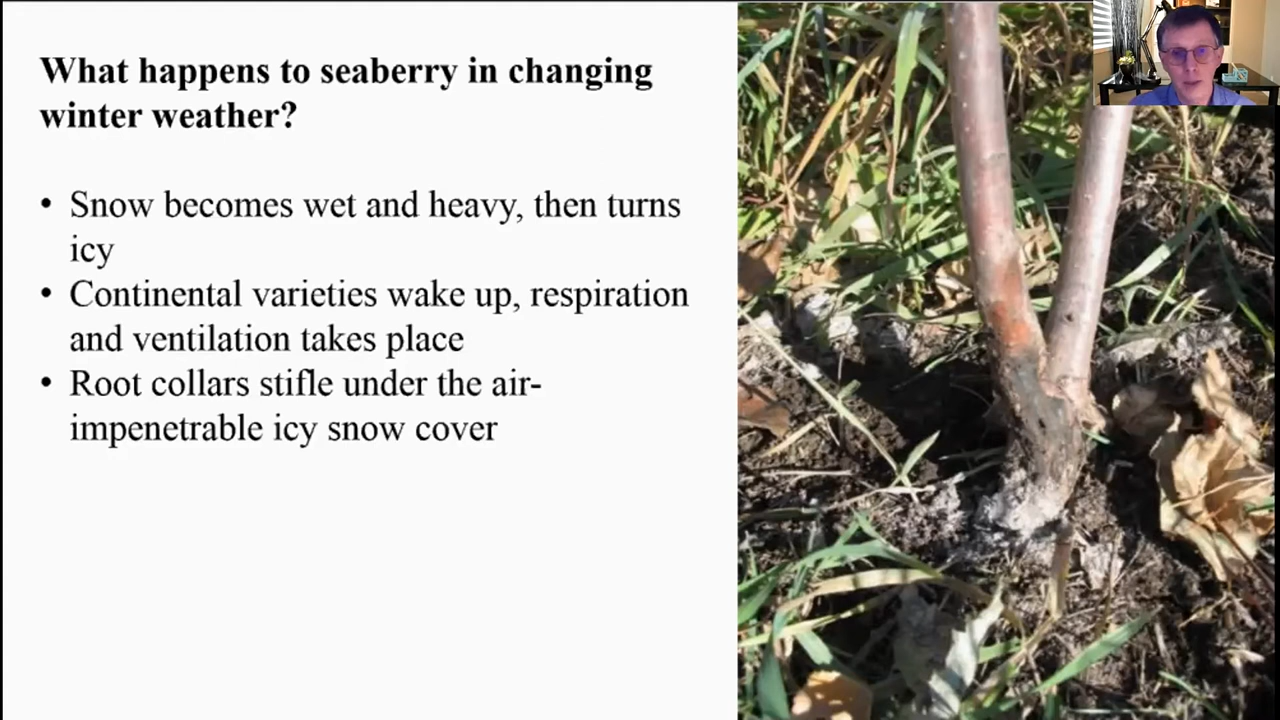 What happens to seaberry in changing
winter weather?
• Snow becomes wet and heavy, then turns
icy
• Continental varieties wake up, respiration
and ventilation takes place
• Root collars stifle under the air-
impenetrable icy snow cover